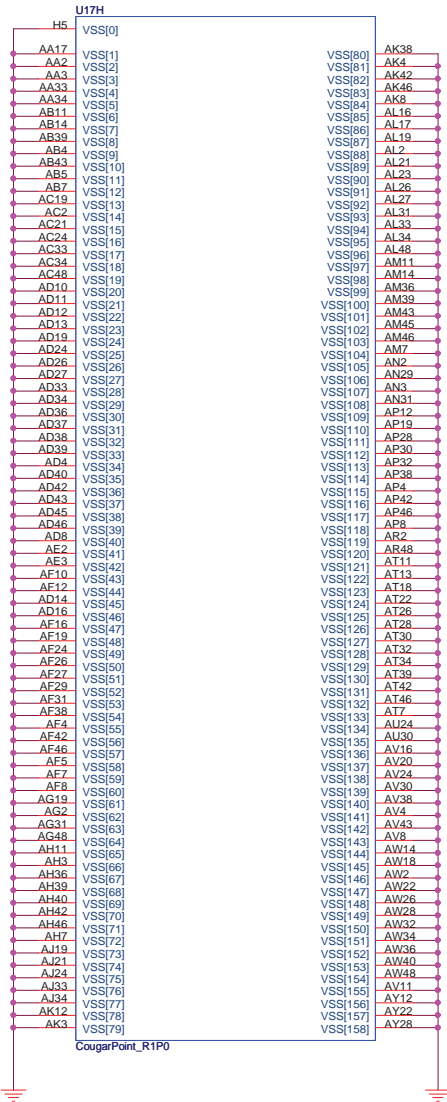 U17H
H5 VSS[0]
AA17 VSS[1] VSS[80] AK38
AA2 VSS[2] VSS[81] AK4
AA3 VSS[3] VSS[82] AK42
AA33 VSS[4] VSS[83] AK46
AA34 VSS[5] VSS[84] AK8
AB11 VSS[6] VSS[85] AL16
AB14 VSS[7] VSS[86] AL17
AB39 VSS[8] VSS[87] AL19
AB4 VSS[9] VSS[88] AL2
AB43 VSS[10] VSS[89] AL21
AB5 VSS[11] VSS[90] AL23
AB7 VSS[12] VSS[91] AL26
AC19 VSS[13] VSS[92] AL27
AC2 VSS[14] VSS[93] AL31
AC21 VSS[15] VSS[94] AL33
AC24 VSS[16] VSS[95] AL34
AC33 VSS[17] VSS[96] AL48
AC34 VSS[18] VSS[97] AM11
AC48 VSS[19] VSS[98] AM14
AD10 VSS[20] VSS[99] AM36
AD11 VSS[21] VSS[100] AM39
AD12 VSS[22] VSS[101] AM43
AD13 VSS[23] VSS[102] AM45
AD19 VSS[24] VSS[103] AM46
AD24 VSS[25] VSS[104] AM7
AD26 VSS[26] VSS[105] AN2
AD27 VSS[27] VSS[106] AN29
AD33 VSS[28] VSS[107] AN3
AD34 VSS[29] VSS[108] AN31
AD36 VSS[30] VSS[109] AP12
AD37 VSS[31] VSS[110] AP19
AD38 VSS[32] VSS[111] AP28
AD39 VSS[33] VSS[112] AP30
AD4 VSS[34] VSS[113] AP32
AD40 VSS[35] VSS[114] AP38
AD42 VSS[36] VSS[115] AP4
AD43 VSS[37] VSS[116] AP42
AD45 VSS[38] VSS[117] AP46
AD46 VSS[39] VSS[118] AP8
AD8 VSS[40] VSS[119] AR2
AE2 VSS[41] VSS[120] AR48
AE3 VSS[42] VSS[121] AT11
AF10 VSS[43] VSS[122] AT13
AF12 VSS[44] VSS[123] AT18
AD14 VSS[45] VSS[124] AT22
AD16 VSS[46] VSS[125] AT26
AF16 VSS[47] VSS[126] AT28
AF19 VSS[48] VSS[127] AT30
AF24 VSS[49] VSS[128] AT32
AF26 VSS[50] VSS[129] AT34
AF27 VSS[51] VSS[130] AT39
AF29 VSS[52] VSS[131] AT42
AF31 VSS[53] VSS[132] AT46
AF38 VSS[54] VSS[133] AT7
AF4 VSS[55] VSS[134] AU24
AF42 VSS[56] VSS[135] AU30
AF46 VSS[57] VSS[136] AV16
AF5 VSS[58] VSS[137] AV20
AF7 VSS[59] VSS[138] AV24
AF8 VSS[60] VSS[139] AV30
AG19 VSS[61] VSS[140] AV38
AG2 VSS[62] VSS[141] AV4
AG31 VSS[63] VSS[142] AV43
AG48 VSS[64] VSS[143] AV8
AH11 VSS[65] VSS[144] AW14
AH3 VSS[66] VSS[145] AW18
AH36 VSS[67] VSS[146] AW2
AH39 VSS[68] VSS[147] AW22
AH40 VSS[69] VSS[148] AW26
AH42 VSS[70] VSS[149] AW28
AH46 VSS[71] VSS[150] AW32
AH7 VSS[72] VSS[151] AW34
AJ19 VSS[73] VSS[152] AW36
AJ21 VSS[74] VSS[153] AW40
AJ24 VSS[75] VSS[154] AW48
AJ33 VSS[76] VSS[155] AV11
AJ34 VSS[77] VSS[156] AY12
AK12 VSS[78] VSS[157] AY22
AK3 VSS[79] VSS[158] AY28
CougarPoint_R1P0